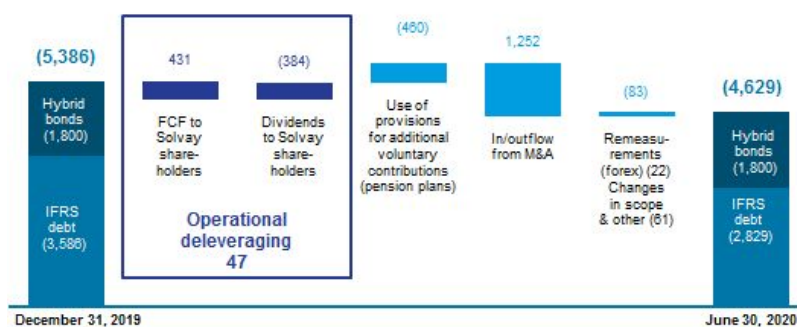 (5,386)
Hybrid
bonds
(1,800)
IFRS
debt
(3,586)
December 31, 2019
431
FCF to
Solvay
share-
holders
(384)
Dividends
to Solvay
share-
holders
Operational
deleveraging
47
(460)
Use of
provisions
for additional
voluntary
contributions
(pension plans)
1,252
In/outflow
from M&A
(83)
Remeasu-
rements
(forex) (22)
Changes
in scope
& other (61)
(4,629)
Hybrid
bonds
(1,800)
IFRS
debt
(2,829)
June 30, 2020